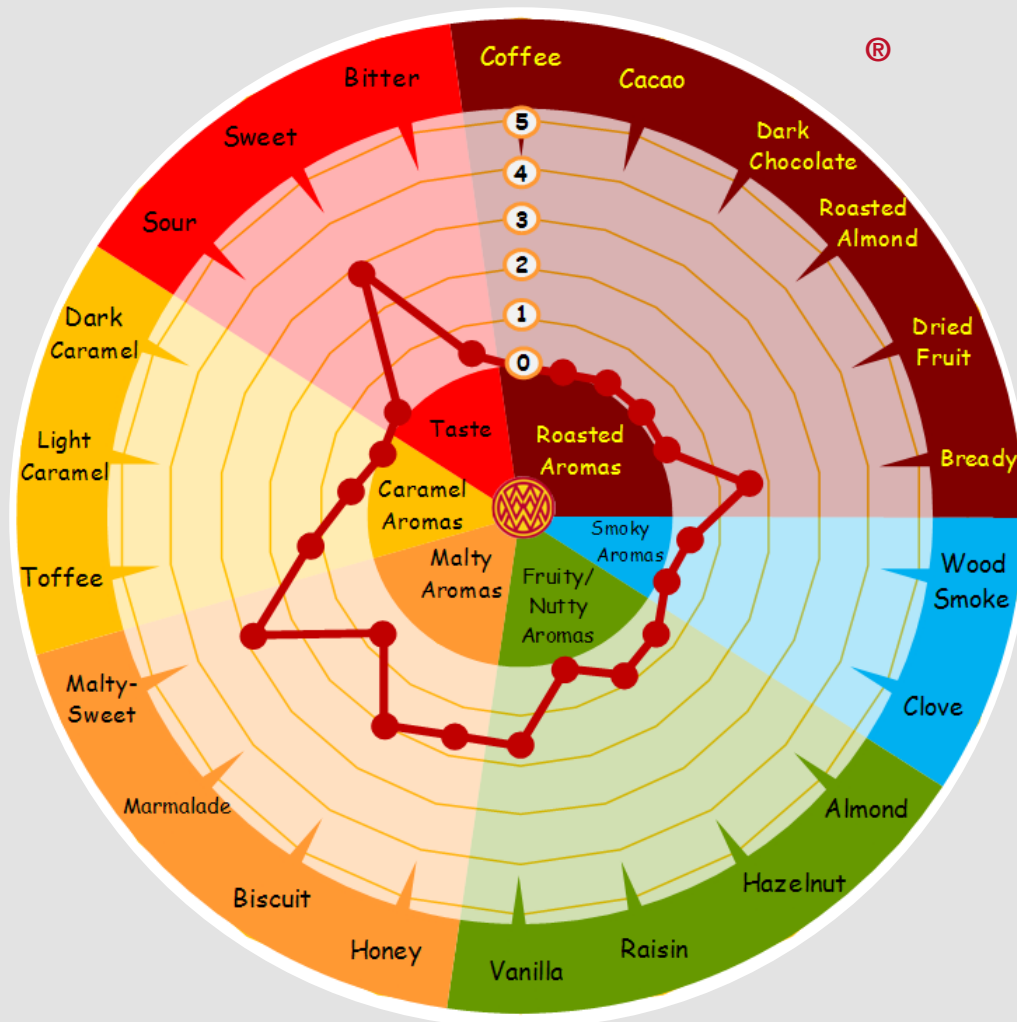 ®
Coffee
Cacao
Dark
Chocolate
Roasted
Almond
Dried
Fruit
Bready
Wood
Smoke
Clove
Almond
Hazelnut
Raisin
Vanilla
Honey
Biscuit
Marmalade
Malty-
Sweet
Toffee
Light
Caramel
Dark
Caramel
Sour
Sweet
Bitter
5
4
3
2
1
0
Taste
Roasted
Aromas
Caramel
Aromas
Smoky
Aromas
Malty
Aromas
Fruity/
Nutty
Aromas